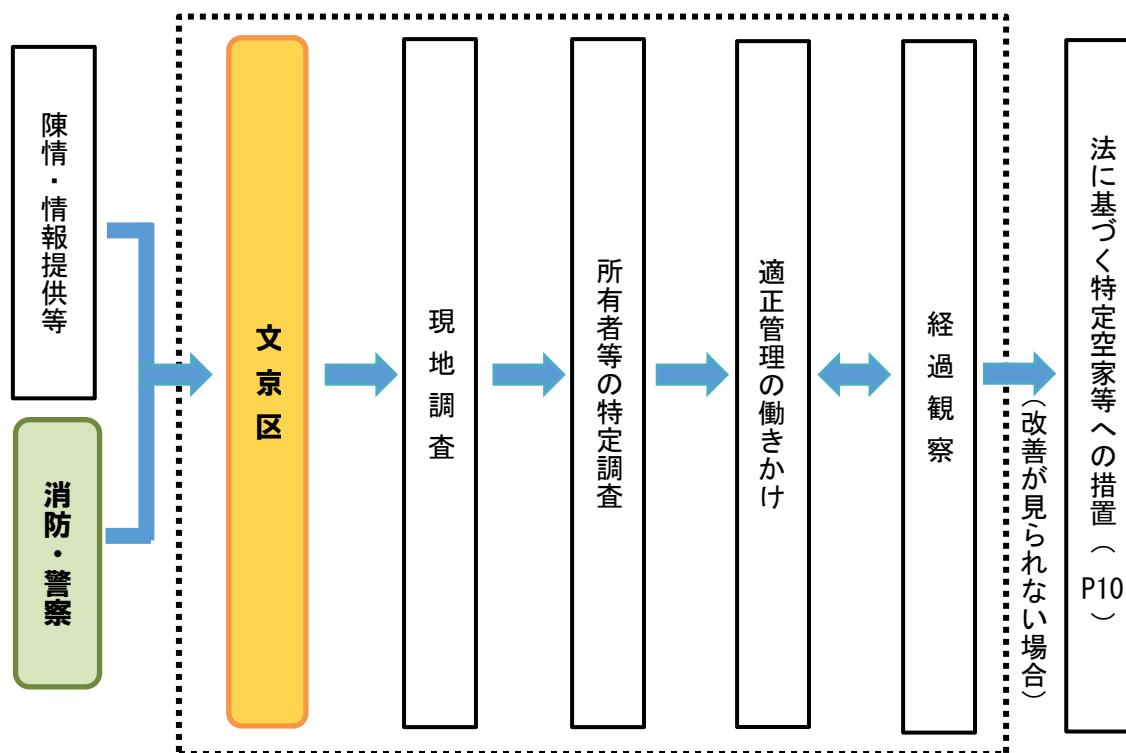 陳情・情報提供等
消防・警察
文京区
現地調査
所有者等の特定調査
適正管理の働きかけ
経過観察
（改善が見られない場合）
法に基づく特定空家等への措置（P10）